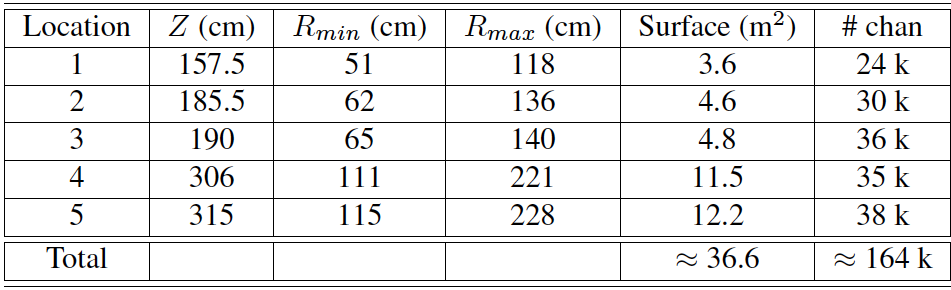 Location Z (cm) R_min (cm) R_max (cm) Surface (m²) # chan
1 157.5 51 118 3.6 24 k
2 185.5 62 136 4.6 30 k
3 190 65 140 4.8 36 k
4 306 111 221 11.5 35 k
5 315 115 228 12.2 38 k
Total ≈ 36.6 ≈ 164 k